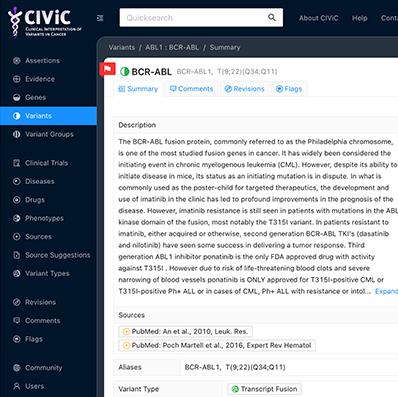 CIViC
CLINICAL INTERPRETATION OF
VARIANTS IN CANCER
Quicksearch
About CIViC Help
Assertions
Evidence
Genes
Variants
Variant Groups
Clinical Trials
Diseases
Drugs
Phenotypes
Sources
Source Suggestions
Variant Types
Revisions
Comments
Flags
Community
Users
Variants / ABL1 : BCR-ABL / Summary
BCR-ABL BCR-ABL1, T(9;22)(Q34;Q11)
Summary Comments Revisions Flags
Description
The BCR-ABL fusion protein, commonly referred to as the Philadelphia chromosome,
is one of the most studied fusion genes in cancer. It has widely been considered the
initiating event in chronic myelogenous leukemia (CML). However, despite its ability to
initiate disease in mice, its status as an initiating mutation is in dispute. In what is
commonly used as the poster-child for targeted therapeutics, the development and
use of imatinib in the clinic has led to profound improvements in the prognosis of the
disease. However, imatinib resistance is still seen in patients with mutations in the ABL
kinase domain of the fusion, most notably the T315I variant. In patients resistant to
imatinib, either acquired or otherwise, second generation BCR-ABL TKI's (dasatinib
and nilotinib) have seen some success in delivering a tumor response. Third
generation ABL1 inhibitor ponatinib is the only FDA approved drug with activity
against T315I . However due to risk of life-threatening blood clots and severe
narrowing of blood vessels ponatinib is ONLY approved for T315I-positive CML or
T315I-positive Ph+ ALL or in cases of CML, Ph+ ALL with resistance or intol... Expand
Sources
PubMed: An et al., 2010, Leuk. Res.
PubMed: Poch Martell et al., 2016, Expert Rev Hematol
Aliases BCR-ABL1, T(9;22)(Q34;Q11)
Variant Type Transcript Fusion